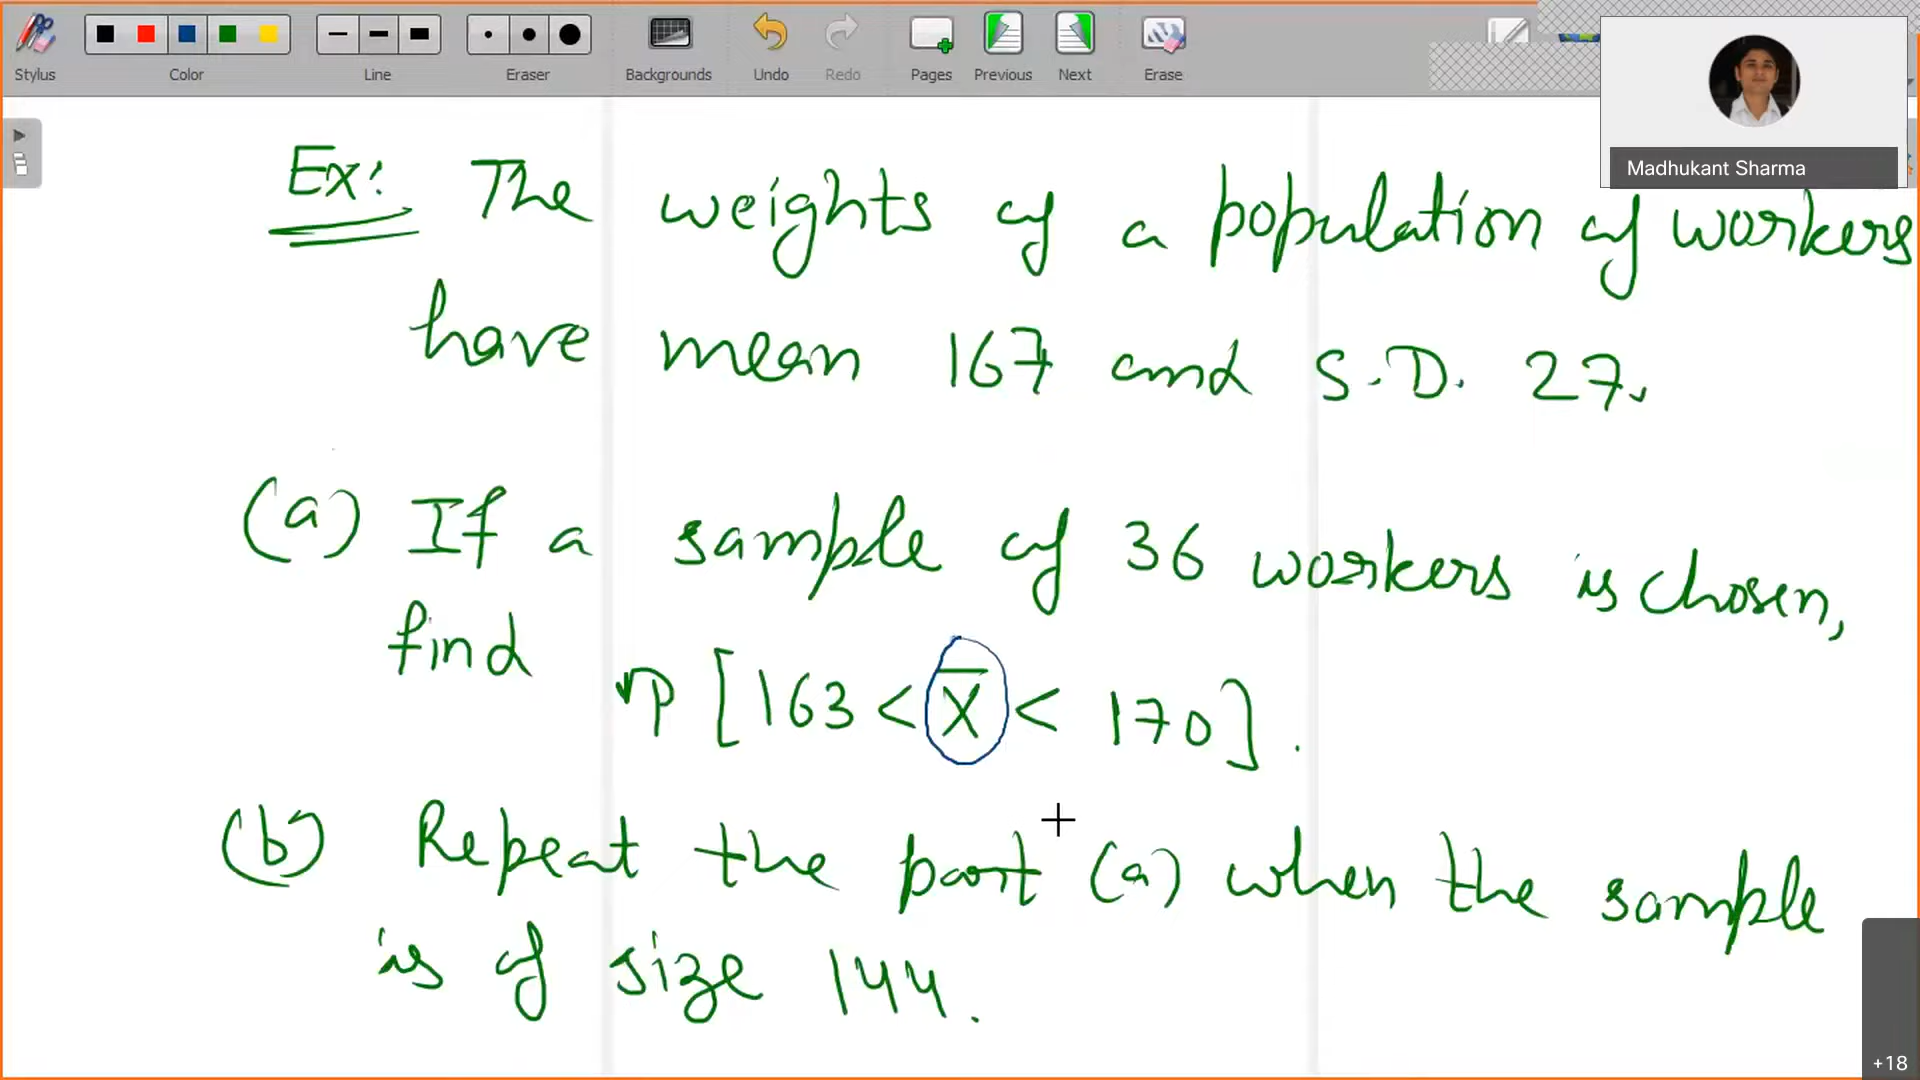 Stylus
Color
Line
Eraser
Backgrounds
Undo
Redo
Pages
Previous
Next
Erase
Madhukant Sharma
Ex: The weights of a population of workers
have mean 167 and S.D. 27.
(a) If a sample of 36 workers is chosen,
find
P [163 < X̅ < 170].
(b) Repeat the part (a) when the sample
is of size 144.
+18